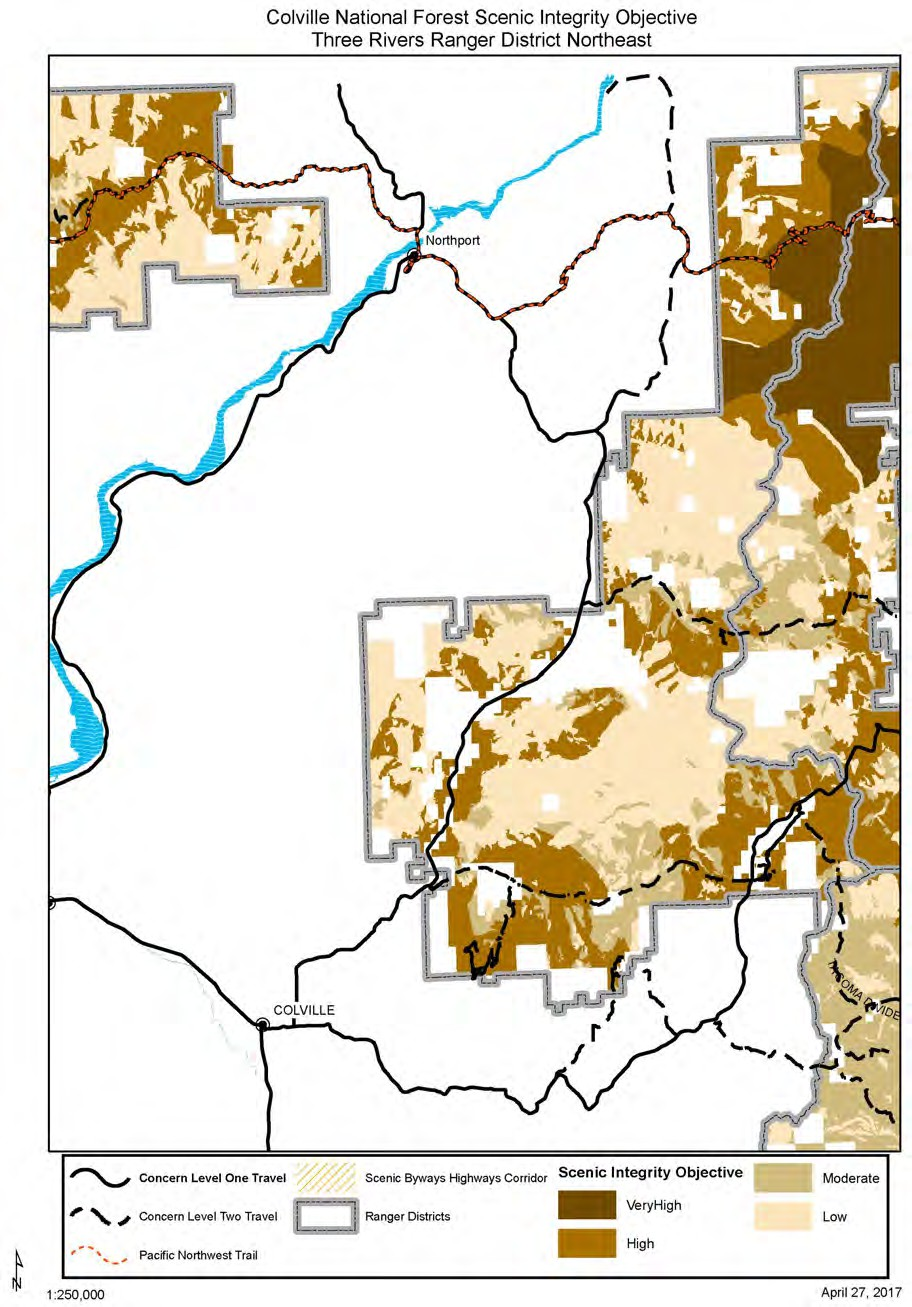 Colville National Forest Scenic Integrity Objective
Three Rivers Ranger District Northeast
Northport
COLVILLE
DIVIDE
Concern Level One Travel
Concern Level Two Travel
Pacific Northwest Trail
Scenic Byways Highways Corridor
Ranger Districts
Scenic Integrity Objective
VeryHigh
High
Moderate
Low
N
1:250,000
April 27, 2017